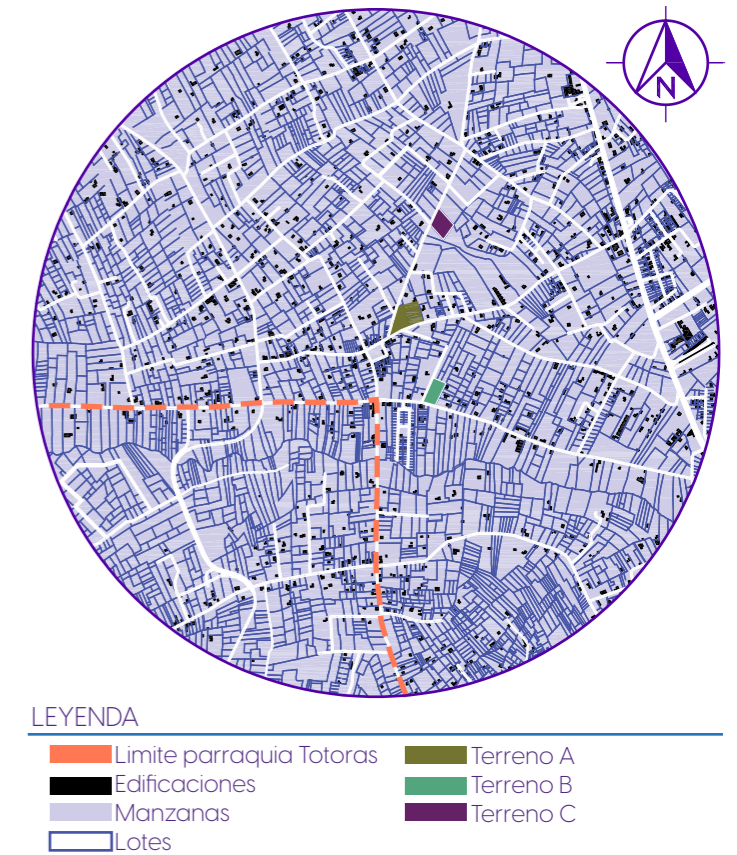 N
LEYENDA
Limite parraquia Totoras
Edificaciones
Manzanas
Lotes
Terreno A
Terreno B
Terreno C